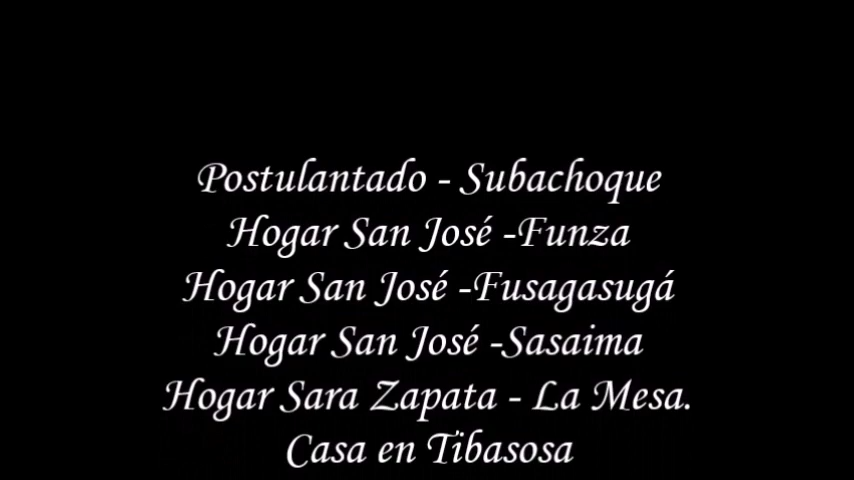 Postulantado - Subachoque
Hogar San José -Funza
Hogar San José -Fusagasugá
Hogar San José -Sasaima
Hogar Sara Zapata - La Mesa.
Casa en Tibasosa